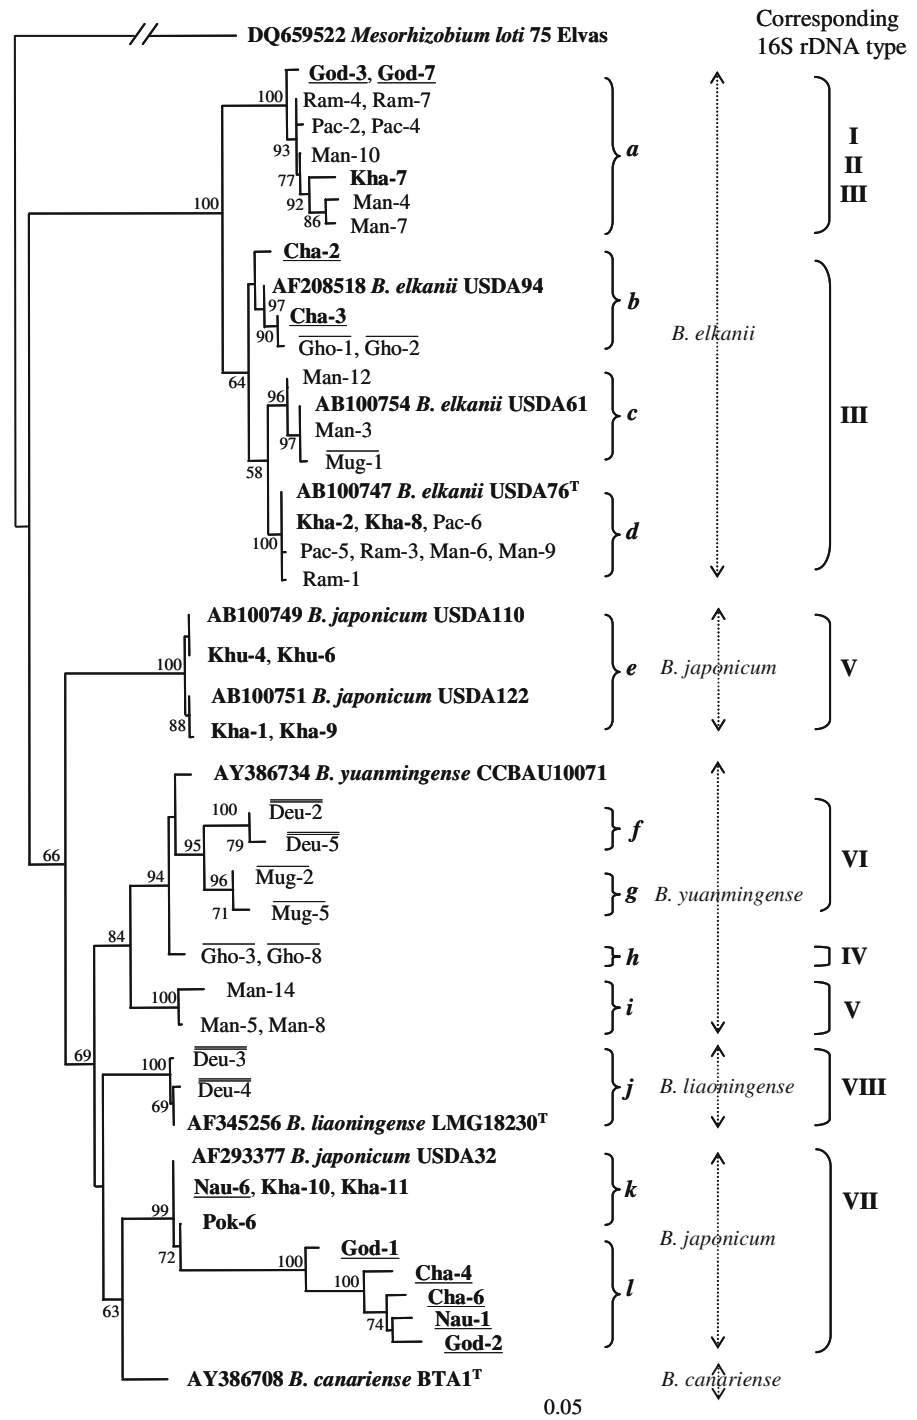 Corresponding
16S rDNA type
DQ659522 Mesorhizobium loti 75 Elvas
God-3, God-7
100
Ram-4, Ram-7
Pac-2, Pac-4
I
a
93
Man-10
II
77
Kha-7
III
92
Man-4
100
86
Man-7
Cha-2
AF208518 B. elkanii USDA94
b
97
Cha-3
B. elkanii
90
Gho-1, Gho-2
64
Man-12
96
AB100754 B. elkanii USDA61
c
III
Man-3
97
Mug-1
58
AB100747 B. elkanii USDA76T
Kha-2, Kha-8, Pac-6
d
100
Pac-5, Ram-3, Man-6, Man-9
Ram-1
AB100749 B. japonicum USDA110
Khu-4, Khu-6
100
e
B. japonicum
V
AB100751 B. japonicum USDA122
88
Kha-1, Kha-9
AY386734 B. yuanmingense CCBAU10071
100
Deu-2
f
79
Deu-5
95
66
VI
94
96
Mug-2
g
B. yuanmingense
71
Mug-5
84
Gho-3, Gho-8
h
IV
100
Man-14
i
V
Man-5, Man-8
69
100
Deu-3
Deu-4
j
B. liaoningense
VIII
69
AF345256 B. liaoningense LMG18230T
AF293377 B. japonicum USDA32
Nau-6, Kha-10, Kha-11
k
VII
99
Pok-6
B. japonicum
72
God-1
100
Cha-4
100
Cha-6
l
74
Nau-1
63
God-2
AY386708 B. canariense BTA1T
B. canariense
0.05